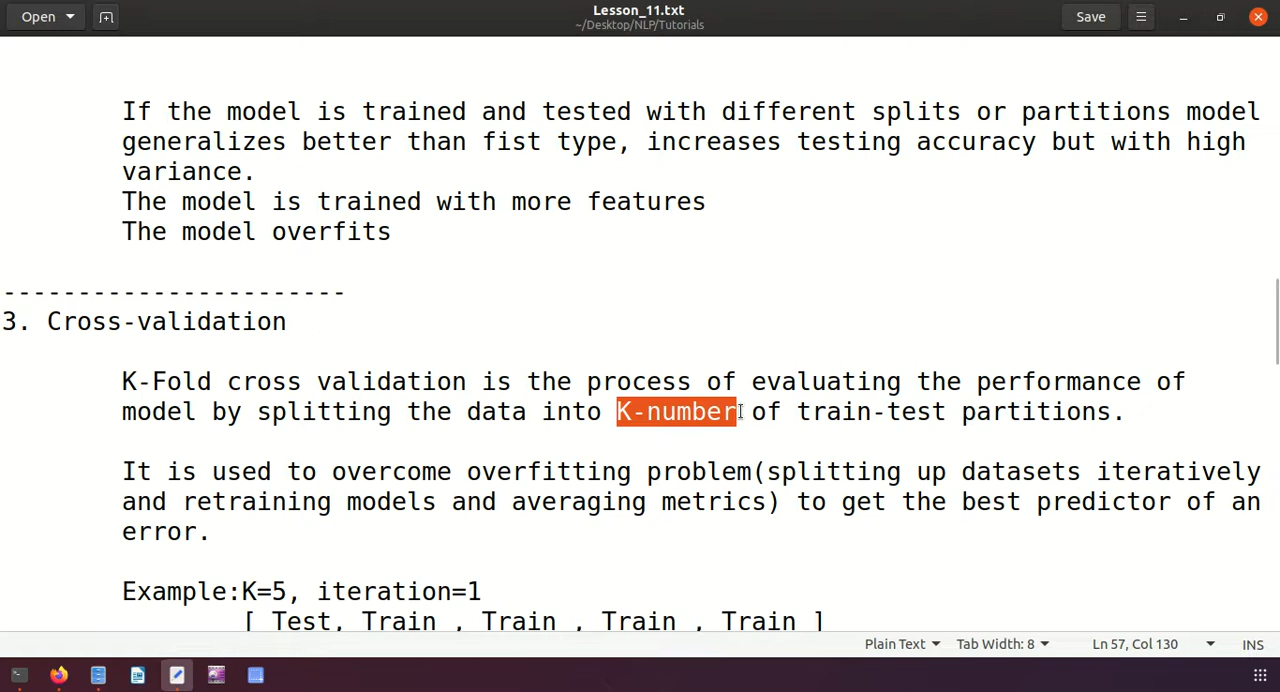 Open
Lesson_11.txt
~/Desktop/NLP/Tutorials
Save
If the model is trained and tested with different splits or partitions model
generalizes better than fist type, increases testing accuracy but with high
variance.
The model is trained with more features
The model overfits
-----------------------
3. Cross-validation
K-Fold cross validation is the process of evaluating the performance of
model by splitting the data into K-number of train-test partitions.
It is used to overcome overfitting problem(splitting up datasets iteratively
and retraining models and averaging metrics) to get the best predictor of an
error.
Example:K=5, iteration=1
[ Test, Train , Train , Train , Train ]
Plain Text Tab Width: 8 Ln 57, Col 130 INS